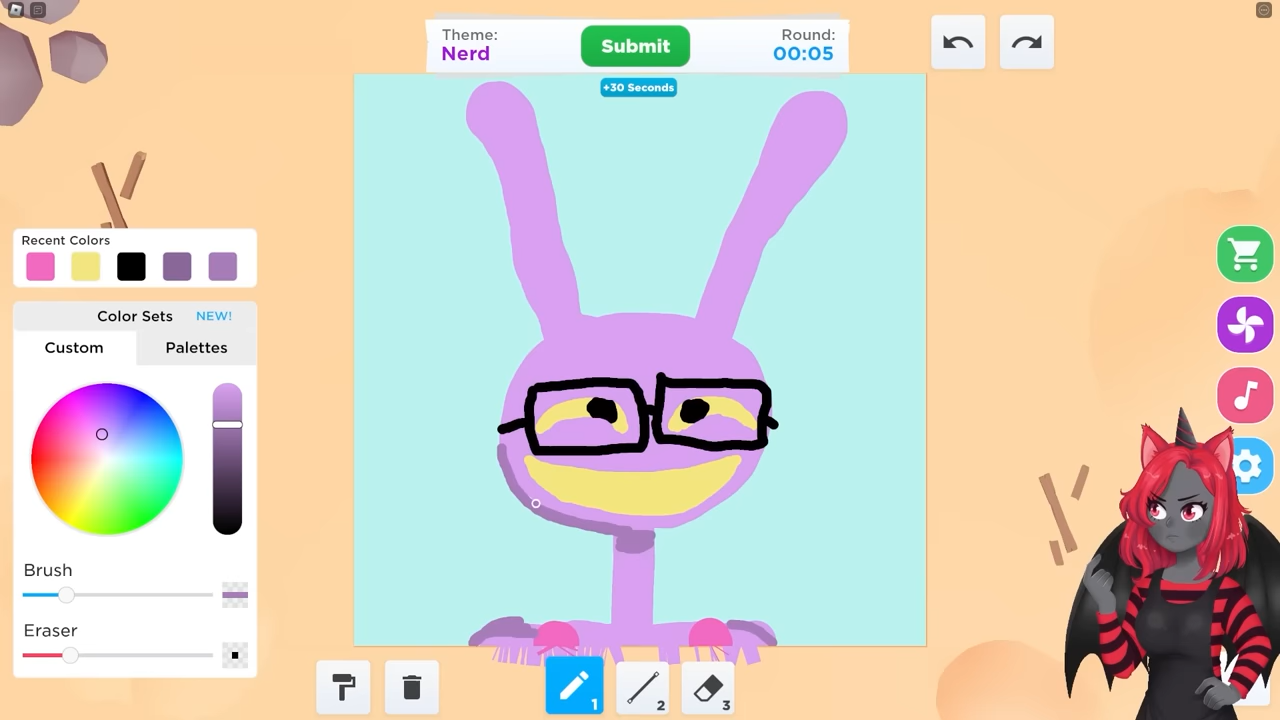 Theme:
Nerd
Submit
Round:
00:05
+30 Seconds
Recent Colors
Color Sets NEW!
Custom Palettes
Brush
Eraser
1
2
3